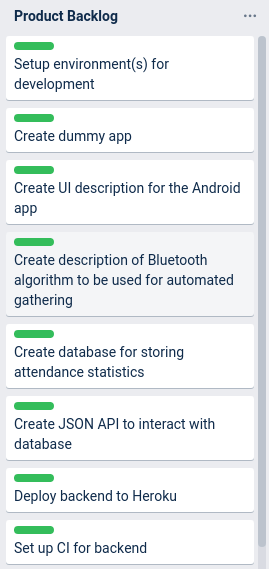 Product Backlog
Setup environment(s) for
development
Create dummy app
Create UI description for the Android
app
Create description of Bluetooth
algorithm to be used for automated
gathering
Create database for storing
attendance statistics
Create JSON API to interact with
database
Deploy backend to Heroku
Set up CI for backend